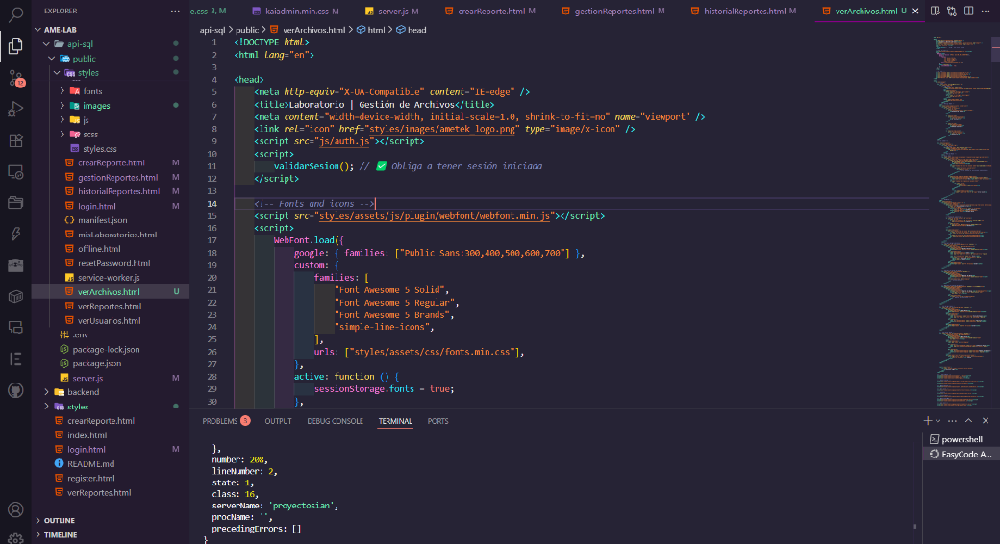 EXPLORER ...
AME-LAB
api-sql
public
styles
fonts
images
js
scss
styles.css
crearReporte.html M
gestionReportes.html M
historialReportes.html M
login.html M
manifest.json
misLaboratorios.html
offline.html
resetPassword.html
service-worker.js
verArchivos.html U
verReportes.html
verUsuarios.html
.env
package-lock.json
package.json
server.js M
backend
styles
crearReporte.html
index.html
login.html M
README.md
register.html
verReportes.html
OUTLINE
TIMELINE
12
e.css 3, M kaiadmin.min.css M server.js M crearReporte.html M gestionReportes.html M historialReportes.html M verArchivos.html U
api-sql > public > verArchivos.html > html > head
1 <!DOCTYPE html>
2 <html lang="en">
3
4 <head>
5 <meta http-equiv="X-UA-Compatible" content="IE=edge" />
6 <title>Laboratorio | Gestión de Archivos</title>
7 <meta content="width=device-width, initial-scale=1.0, shrink-to-fit=no" name="viewport" />
8 <link rel="icon" href="styles/images/ametek_logo.png" type="image/x-icon" />
9 <script src="js/auth.js"></script>
10 <script>
11 validarSesion(); // ✅ Obliga a tener sesión iniciada
12 </script>
13
14 <!-- Fonts and icons -->
15 <script src="styles/assets/js/plugin/webfont/webfont.min.js"></script>
16 <script>
17 WebFont.load({
18 google: { families: ["Public Sans:300,400,500,600,700"] },
19 custom: {
20 families: [
21 "Font Awesome 5 Solid",
22 "Font Awesome 5 Regular",
23 "Font Awesome 5 Brands",
24 "simple-line-icons",
25 ],
26 urls: ["styles/assets/css/fonts.min.css"],
27 },
28 active: function () {
29 sessionStorage.fonts = true;
30 },
PROBLEMS 5 OUTPUT DEBUG CONSOLE TERMINAL PORTS
},
number: 208,
lineNumber: 2,
state: 1,
class: 16,
serverName: 'proyectosian',
procName: '',
precedingErrors: []
}
powershell
EasyCode A...